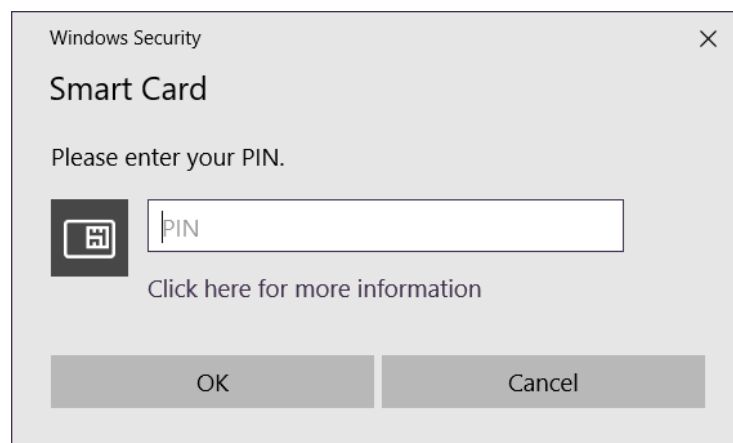 Windows Security
Smart Card
Please enter your PIN.
PIN
Click here for more information
OK
Cancel